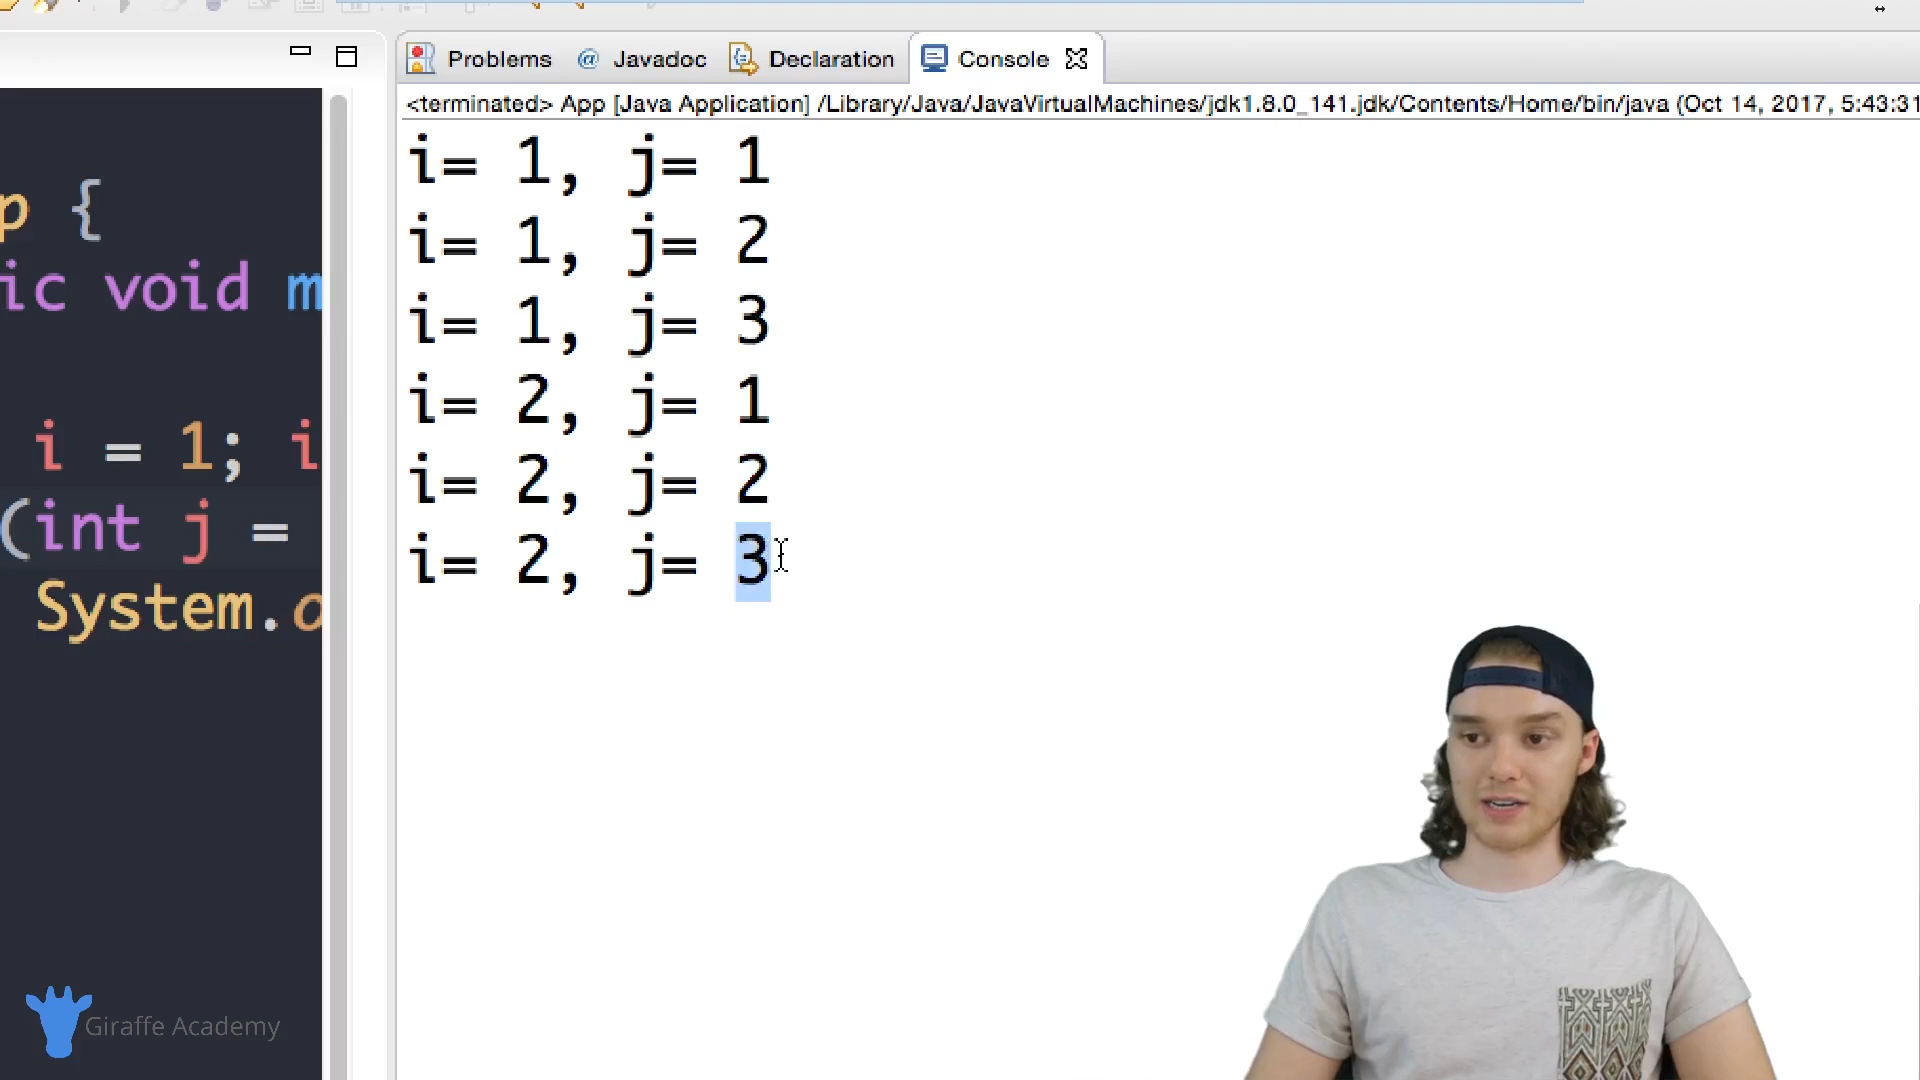 Problems @ Javadoc Declaration Console
<terminated> App [Java Application] /Library/Java/JavaVirtualMachines/jdk1.8.0_141.jdk/Contents/Home/bin/java (Oct 14, 2017, 5:43:31
i= 1, j= 1
i= 1, j= 2
i= 1, j= 3
i= 2, j= 1
i= 2, j= 2
i= 2, j= 3
p {
ic void m
i = 1; i
(int j =
System.o
Giraffe Academy